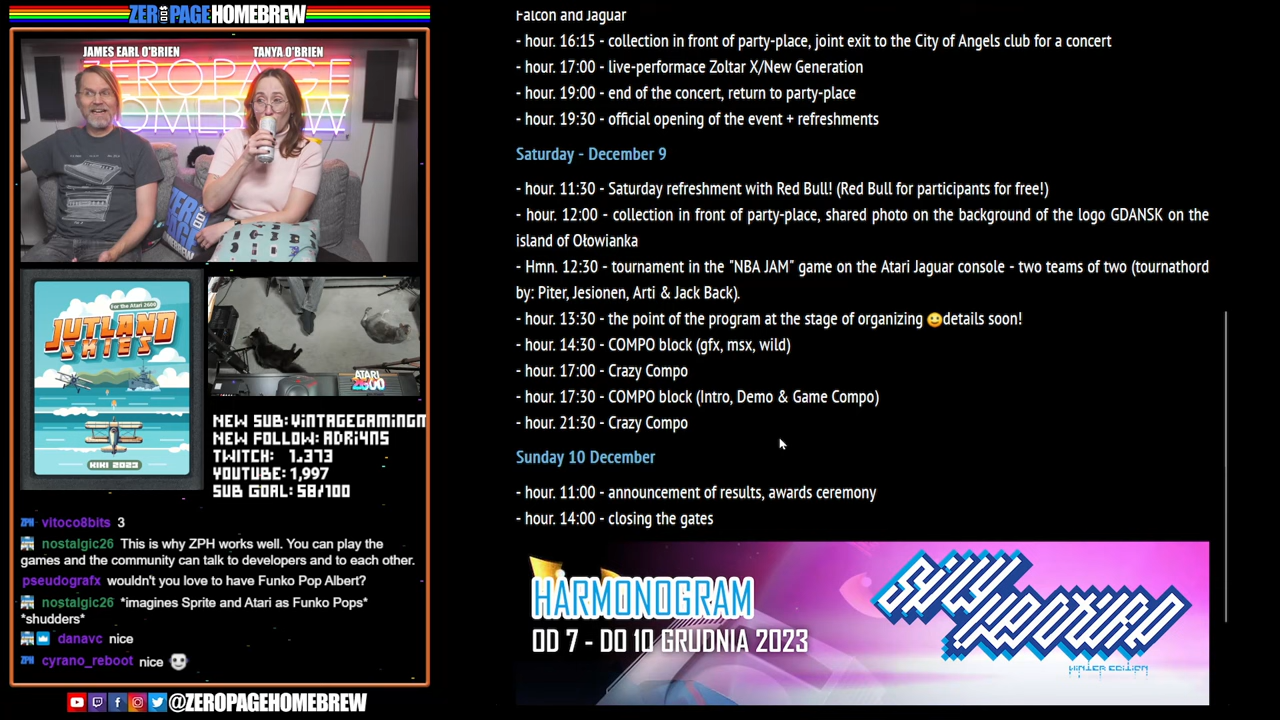 ZEROPAGEHOMEBREW
JAMES EARL O'BRIEN
TANYA O'BRIEN
ZEROPAGE
HOMEBREW
For the Atari 2600
JUTLAND
SKIES
KIKI 2023
ATARI
2600
NEW SUB: VINTAGEGAMINGM
NEW FOLLOW: ADRI4NS
TWITCH: 1,373
YOUTUBE: 1,997
SUB GOAL: 58/100
vitoco8bits 3
nostalgic26 This is why ZPH works well. You can play the
games and the community can talk to developers and to each other.
pseudografx wouldn't you love to have Funko Pop Albert?
nostalgic26 *imagines Sprite and Atari as Funko Pops*
*shudders*
danavc nice
cyrano_reboot nice
@ZEROPAGEHOMEBREW
Falcon and Jaguar
- hour. 16:15 - collection in front of party-place, joint exit to the City of Angels club for a concert
- hour. 17:00 - live-performace Zoltar X/New Generation
- hour. 19:00 - end of the concert, return to party-place
- hour. 19:30 - official opening of the event + refreshments
Saturday - December 9
- hour. 11:30 - Saturday refreshment with Red Bull! (Red Bull for participants for free!)
- hour. 12:00 - collection in front of party-place, shared photo on the background of the logo GDANSK on the
island of Ołowianka
- Hmn. 12:30 - tournament in the "NBA JAM" game on the Atari Jaguar console - two teams of two (tournathord
by: Piter, Jesionen, Arti & Jack Back).
- hour. 13:30 - the point of the program at the stage of organizing 😉details soon!
- hour. 14:30 - COMPO block (gfx, msx, wild)
- hour. 17:00 - Crazy Compo
- hour. 17:30 - COMPO block (Intro, Demo & Game Compo)
- hour. 21:30 - Crazy Compo
Sunday 10 December
- hour. 11:00 - announcement of results, awards ceremony
- hour. 14:00 - closing the gates
HARMONOGRAM
OD 7 - DO 10 GRUDNIA 2023
WINTER EDITION